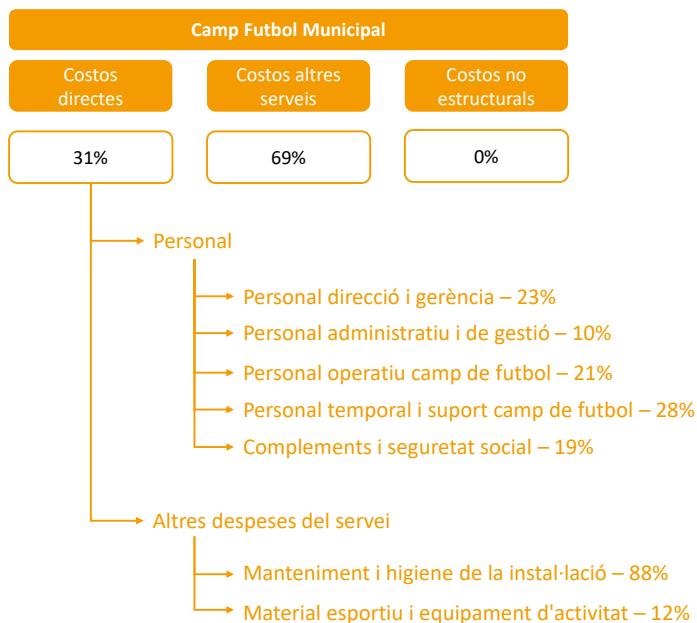 Camp Futbol Municipal
Costos
directes
Costos altres
serveis
Costos no
estructurals
31%
69%
0%
Personal
Personal direcció i gerència – 23%
Personal administratiu i de gestió – 10%
Personal operatiu camp de futbol – 21%
Personal temporal i suport camp de futbol – 28%
Complements i seguretat social – 19%
Altres despeses del servei
Manteniment i higiene de la instal·lació – 88%
Material esportiu i equipament d'activitat – 12%